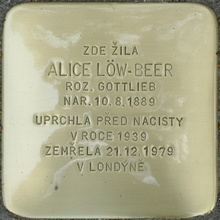 ZDE ŽILA
ALICE LÖW-BEER
ROZ. GOTTLIEB
NAR. 10. 8. 1889
UPRCHLA PŘED NACISTY
V ROCE 1939
ZEMŘELA 21. 12. 1979
V LONDÝNĚ